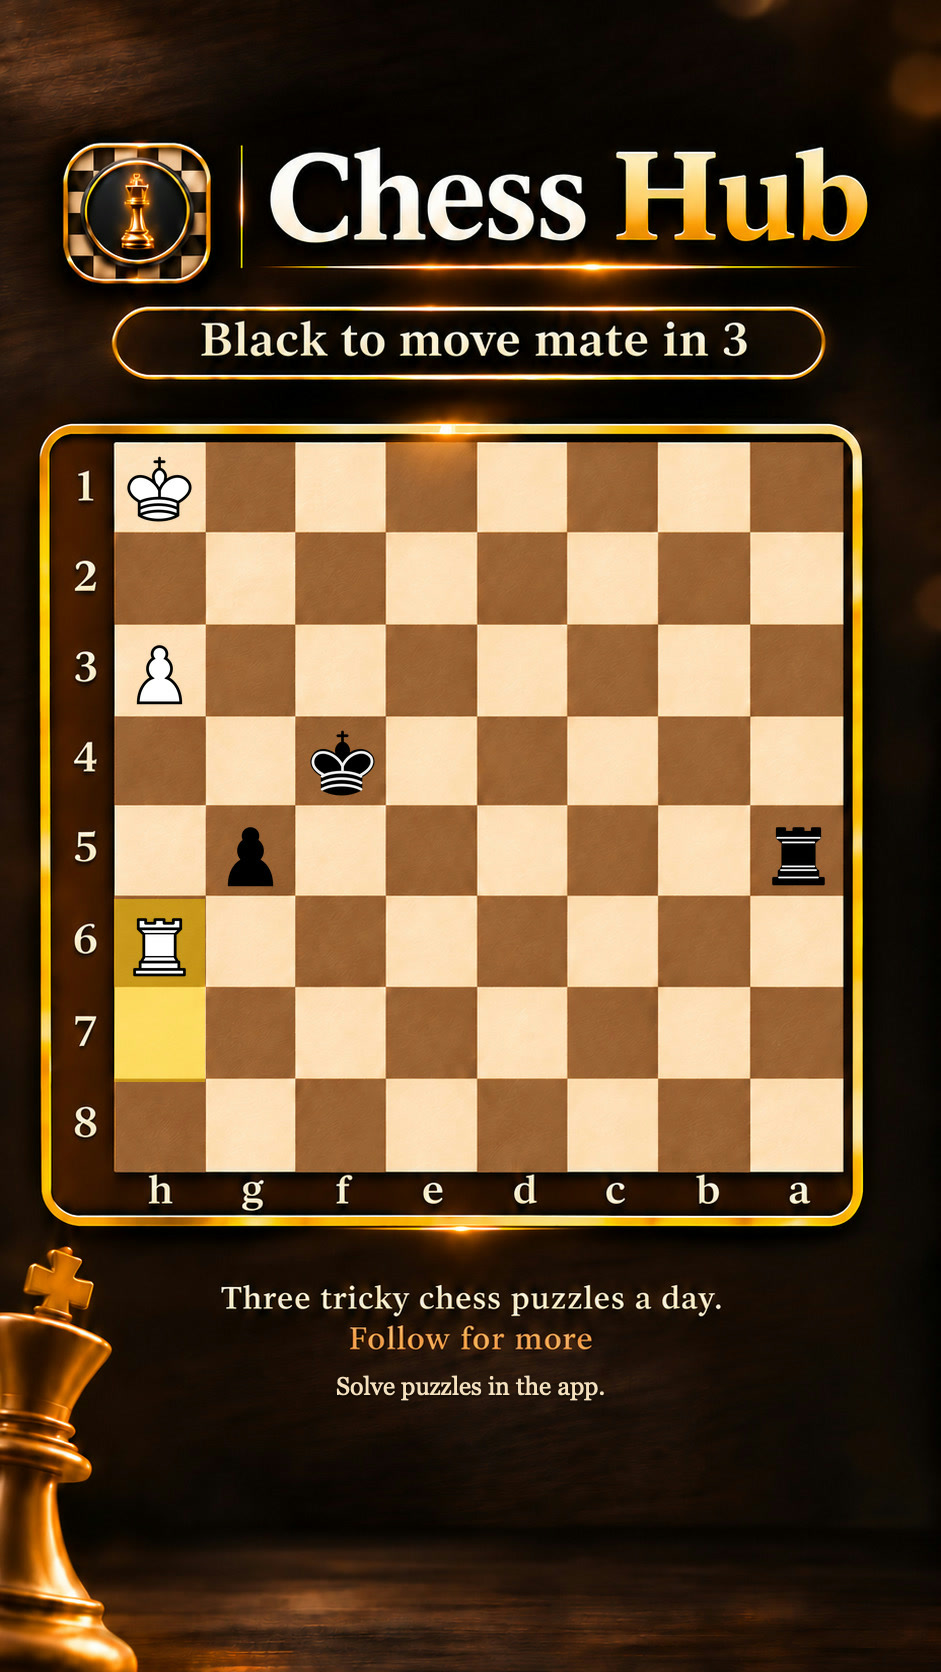 Chess Hub
Black to move mate in 3
1
2
3
4
5
6
7
8
h g f e d c b a
Three tricky chess puzzles a day.
Follow for more
Solve puzzles in the app.